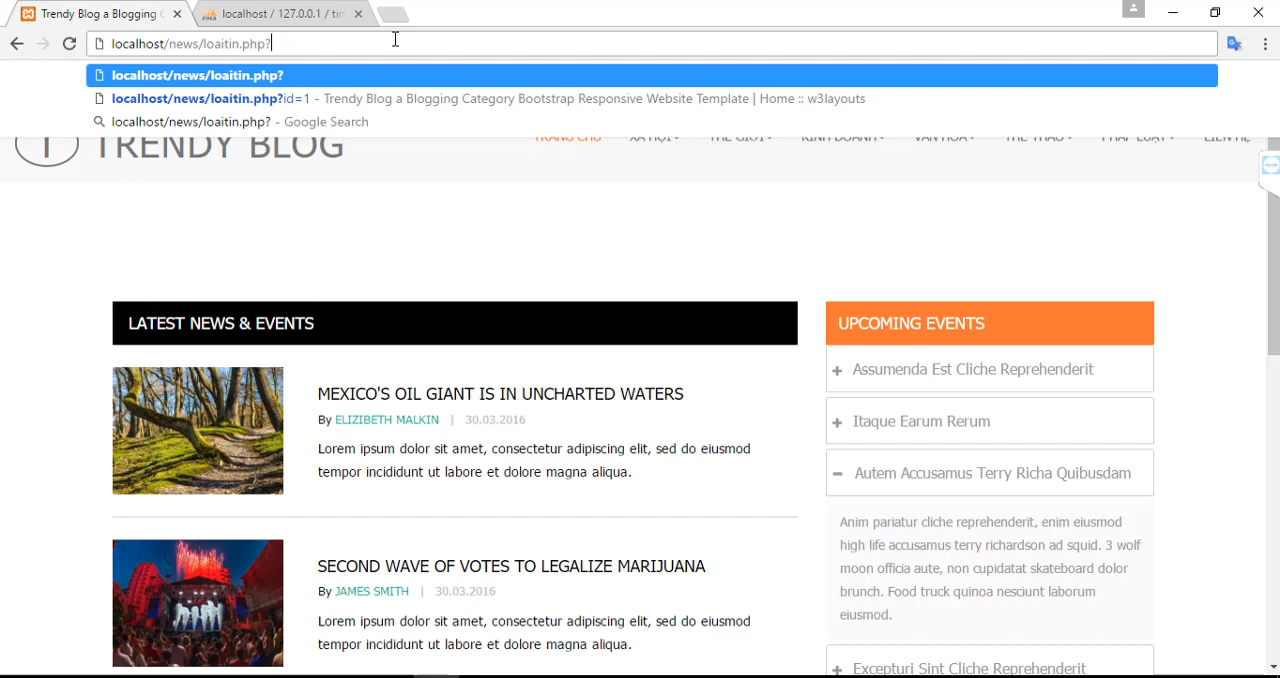 Trendy Blog a Blogging C
localhost / 127.0.0.1 / tin
localhost/news/loaitin.php?
localhost/news/loaitin.php?
localhost/news/loaitin.php?id=1 - Trendy Blog a Blogging Category Bootstrap Responsive Website Template | Home :: w3layouts
localhost/news/loaitin.php? - Google Search
T TRENDY BLOG
TRANG CHỦ XÃ HỘI THẾ GIỚI KINH DOANH VĂN HÓA THỂ THAO PHÁP LUẬT LIÊN HỆ
LATEST NEWS & EVENTS
MEXICO'S OIL GIANT IS IN UNCHARTED WATERS
By ELIZIBETH MALKIN | 30.03.2016
Lorem ipsum dolor sit amet, consectetur adipiscing elit, sed do eiusmod
tempor incididunt ut labore et dolore magna aliqua.
SECOND WAVE OF VOTES TO LEGALIZE MARIJUANA
By JAMES SMITH | 30.03.2016
Lorem ipsum dolor sit amet, consectetur adipiscing elit, sed do eiusmod
tempor incididunt ut labore et dolore magna aliqua.
UPCOMING EVENTS
Assumenda Est Cliche Reprehenderit
Itaque Earum Rerum
Autem Accusamus Terry Richa Quibusdam
Anim pariatur cliche reprehenderit, enim eiusmod
high life accusamus terry richardson ad squid. 3 wolf
moon officia aute, non cupidatat skateboard dolor
brunch. Food truck quinoa nesciunt laborum
eiusmod.
Excepturi Sint Cliche Reprehenderit